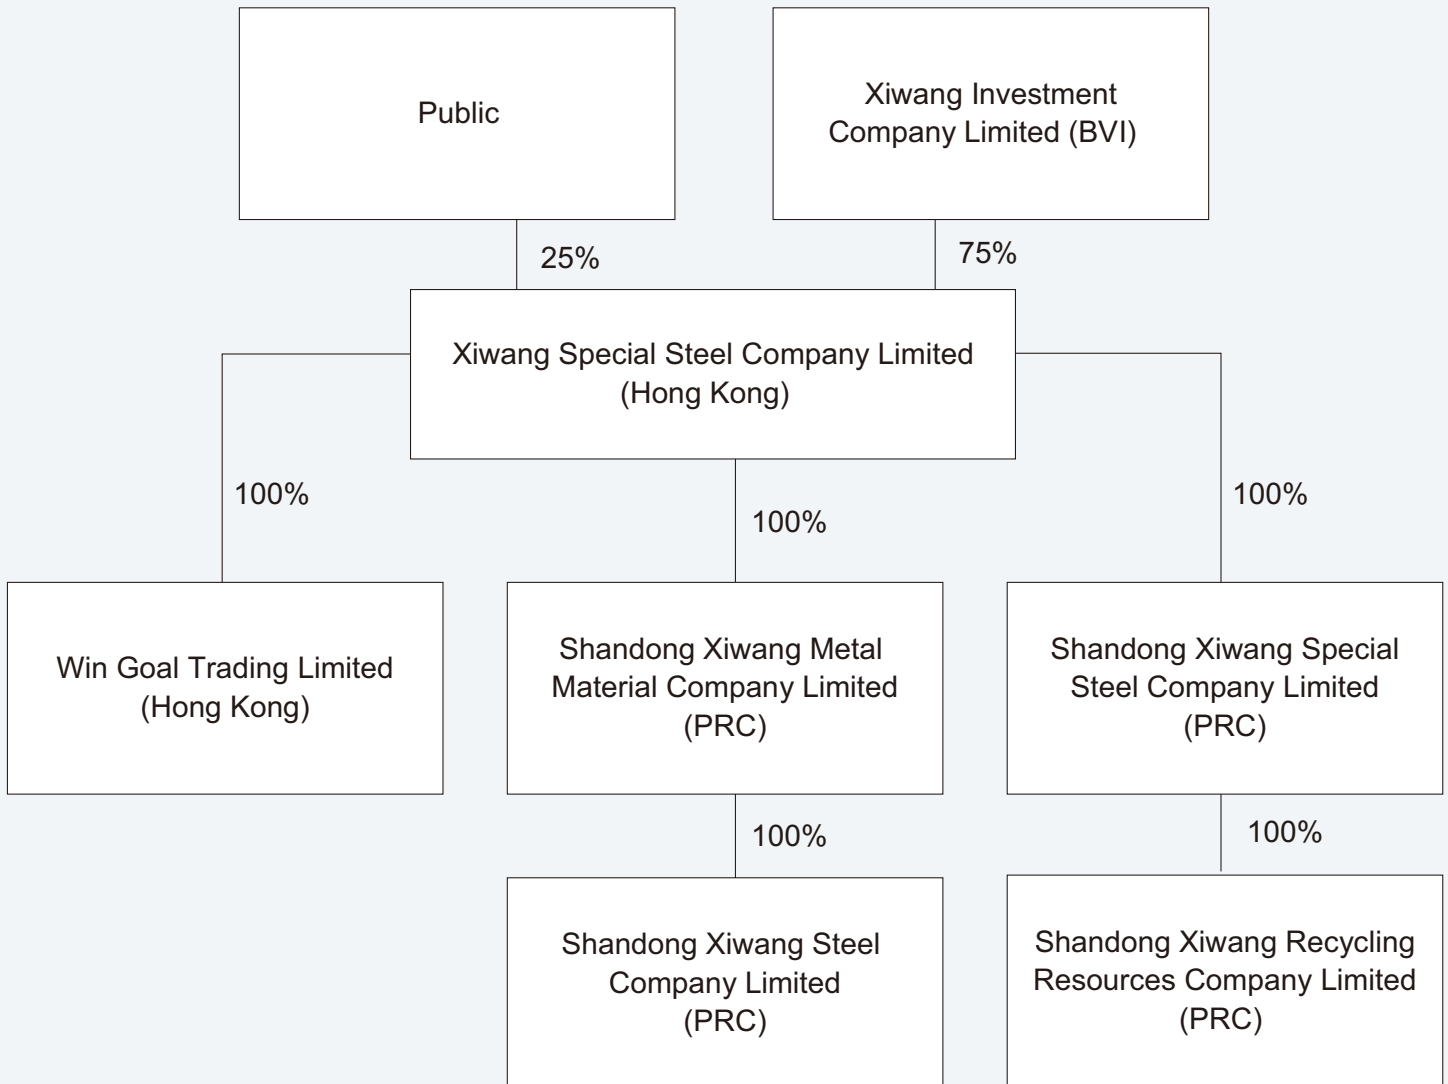 Public
Xiwang Investment
Company Limited (BVI)
25%
75%
Xiwang Special Steel Company Limited
(Hong Kong)
100%
100%
100%
Win Goal Trading Limited
(Hong Kong)
Shandong Xiwang Metal
Material Company Limited
(PRC)
Shandong Xiwang Special
Steel Company Limited
(PRC)
100%
100%
Shandong Xiwang Steel
Company Limited
(PRC)
Shandong Xiwang Recycling
Resources Company Limited
(PRC)